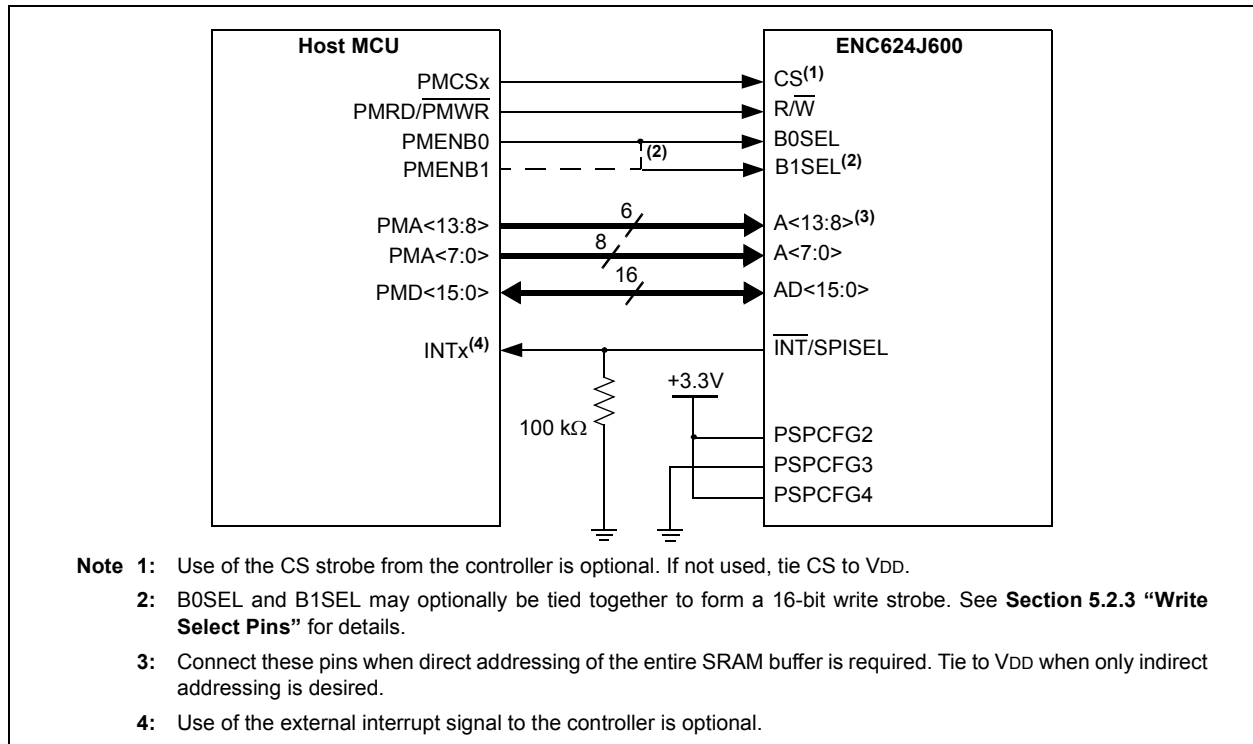 Host MCU
ENC624J600
PMCSx
CS(1)
PMRD/PMWR
R/W
PMENB0
B0SEL
(2)
PMENB1
B1SEL(2)
PMA<13:8>
6
A<13:8>(3)
PMA<7:0>
8
A<7:0>
PMD<15:0>
16
AD<15:0>
INTx(4)
INT/SPISEL
+3.3V
100 kΩ
PSPCFG2
PSPCFG3
PSPCFG4
Note 1: Use of the CS strobe from the controller is optional. If not used, tie CS to VDD.
2: B0SEL and B1SEL may optionally be tied together to form a 16-bit write strobe. See Section 5.2.3 “Write
Select Pins” for details.
3: Connect these pins when direct addressing of the entire SRAM buffer is required. Tie to VDD when only indirect
addressing is desired.
4: Use of the external interrupt signal to the controller is optional.